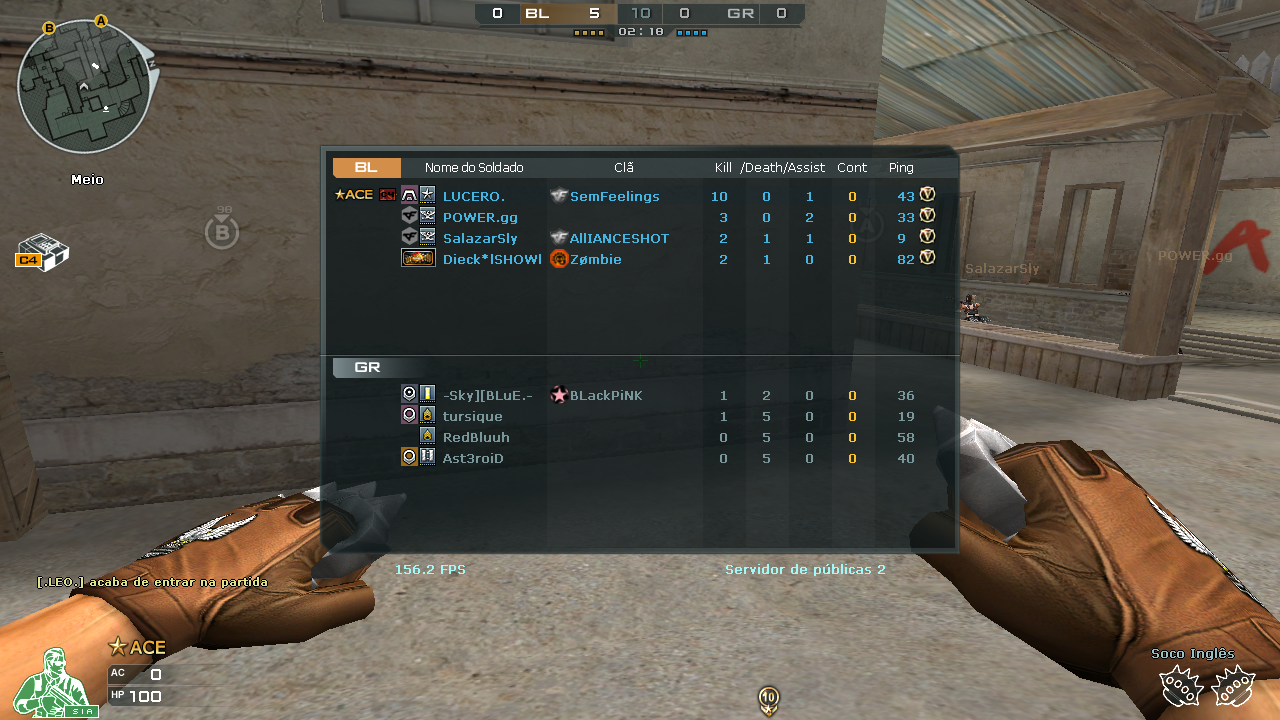 0 BL 5 10 0 GR 0
02:18
B A
N
Meio
98
B
C4
BL Nome do Soldado Clã Kill /Death/Assist Cont Ping
★ACE LUCERO. SemFeelings 10 0 1 0 43
POWER.gg 3 0 2 0 33
SalazarSly AllIANCESHOT 2 1 1 0 9
Dieck*lSHOWl Zømbie 2 1 0 0 82
A
SalazarSly
POWER.gg
A
GR
-Sky][BLuE.- BLackPiNK 1 2 0 0 36
tursique 1 5 0 0 19
RedBluuh 0 5 0 0 58
Ast3roiD 0 5 0 0 40
156.2 FPS Servidor de públicas 2
[.LEO.] acaba de entrar na partida
★ACE
AC 0
HP 100
SIA
10
Soco Inglês